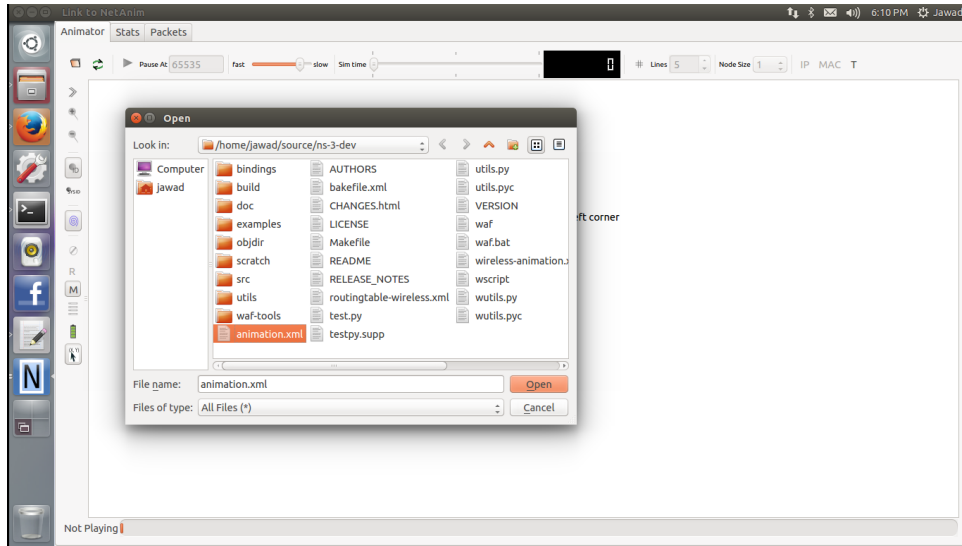 Link to NetAnim
6:10 PM Jawad
Animator Stats Packets
Pause At 65535 fast slow Sim time 0 Lines 5 Node Size 1 IP MAC T
Open
Look in: /home/jawad/source/ns-3-dev
Computer bindings AUTHORS utils.py
jawad build bakefile.xml utils.pyc
doc CHANGES.html VERSION
examples LICENSE waf
eft corner
objdir Makefile waf.bat
scratch README wireless-animation.x
src RELEASE_NOTES wscript
R
utils routingtable-wireless.xml wutils.py
M
waf-tools test.py wutils.pyc
animation.xml testpy.supp
N
File name: animation.xml Open
Files of type: All Files (*) Cancel
Not Playing